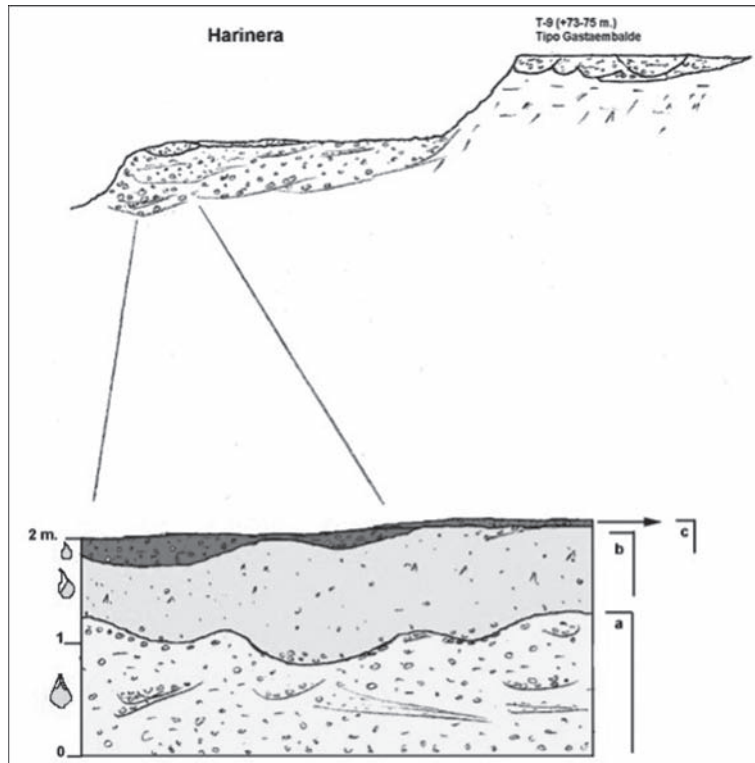 Harinera
T-9 (+73-75 m.)
Tipo Gastaembalde
2 m.
c
b
a
1
0